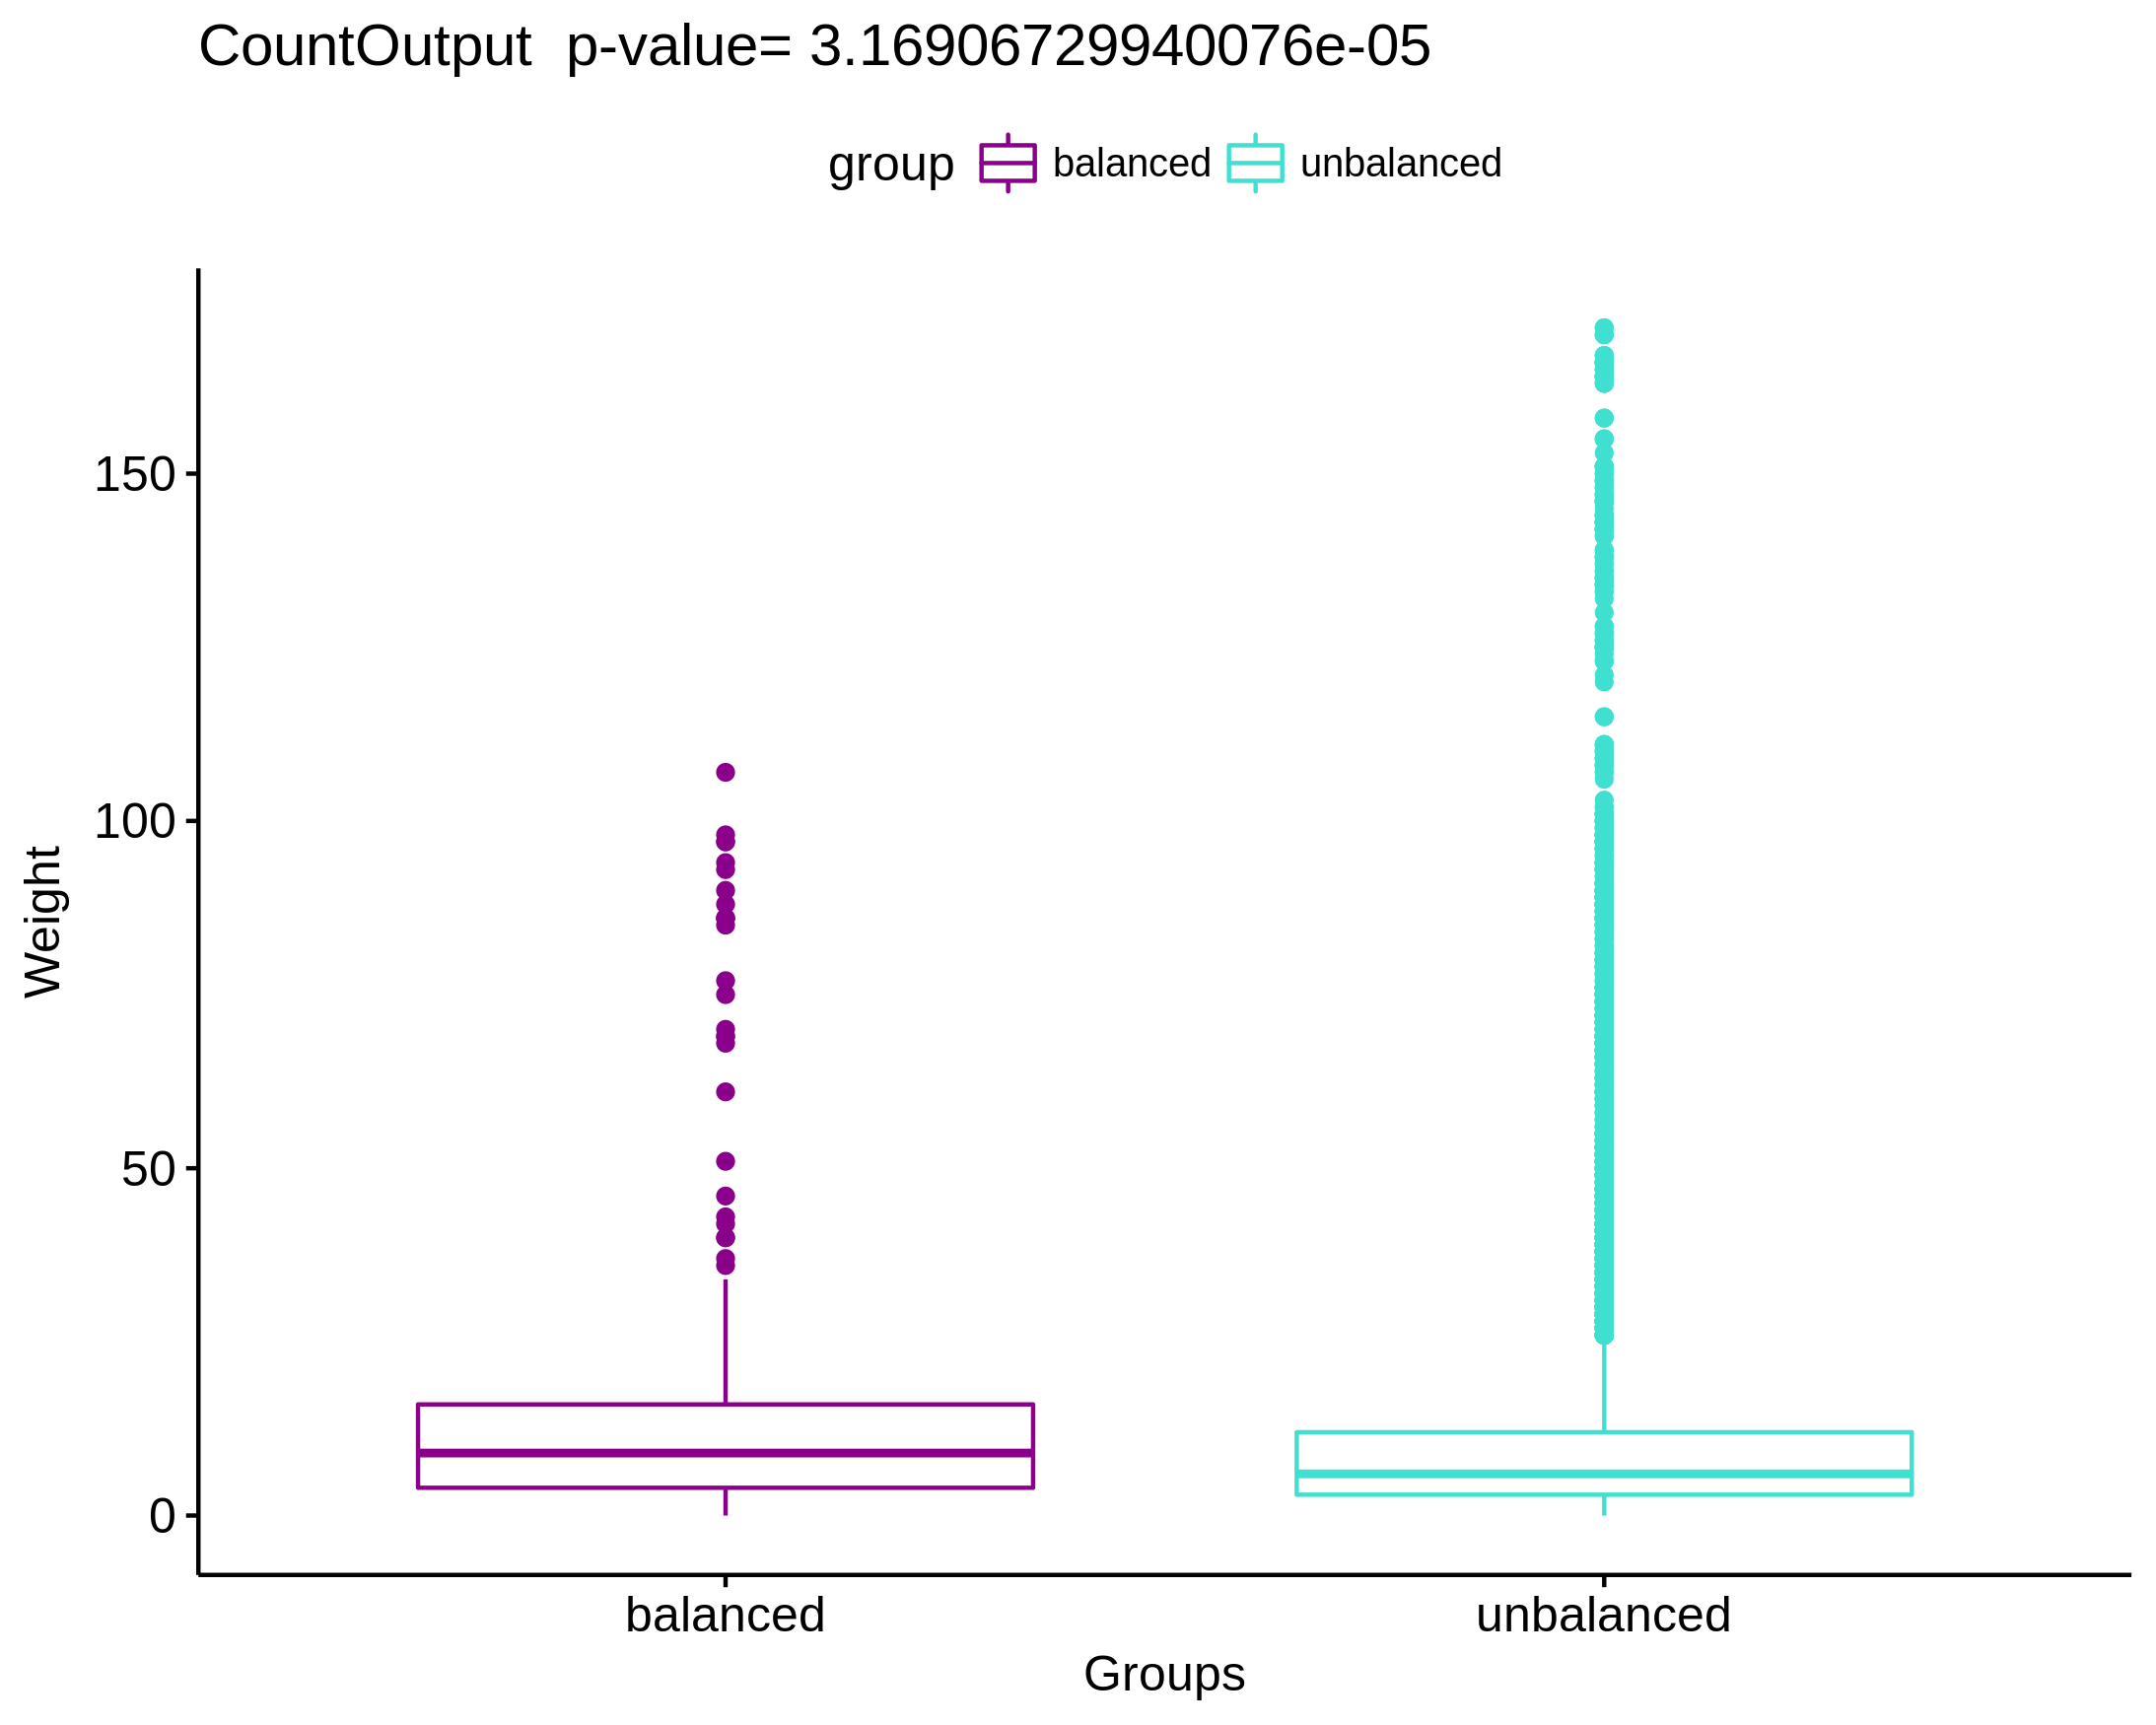 CountOutput  p-value= 3.16906729940076e-05
group balanced unbalanced
Weight
150
100
50
0
balanced unbalanced
Groups